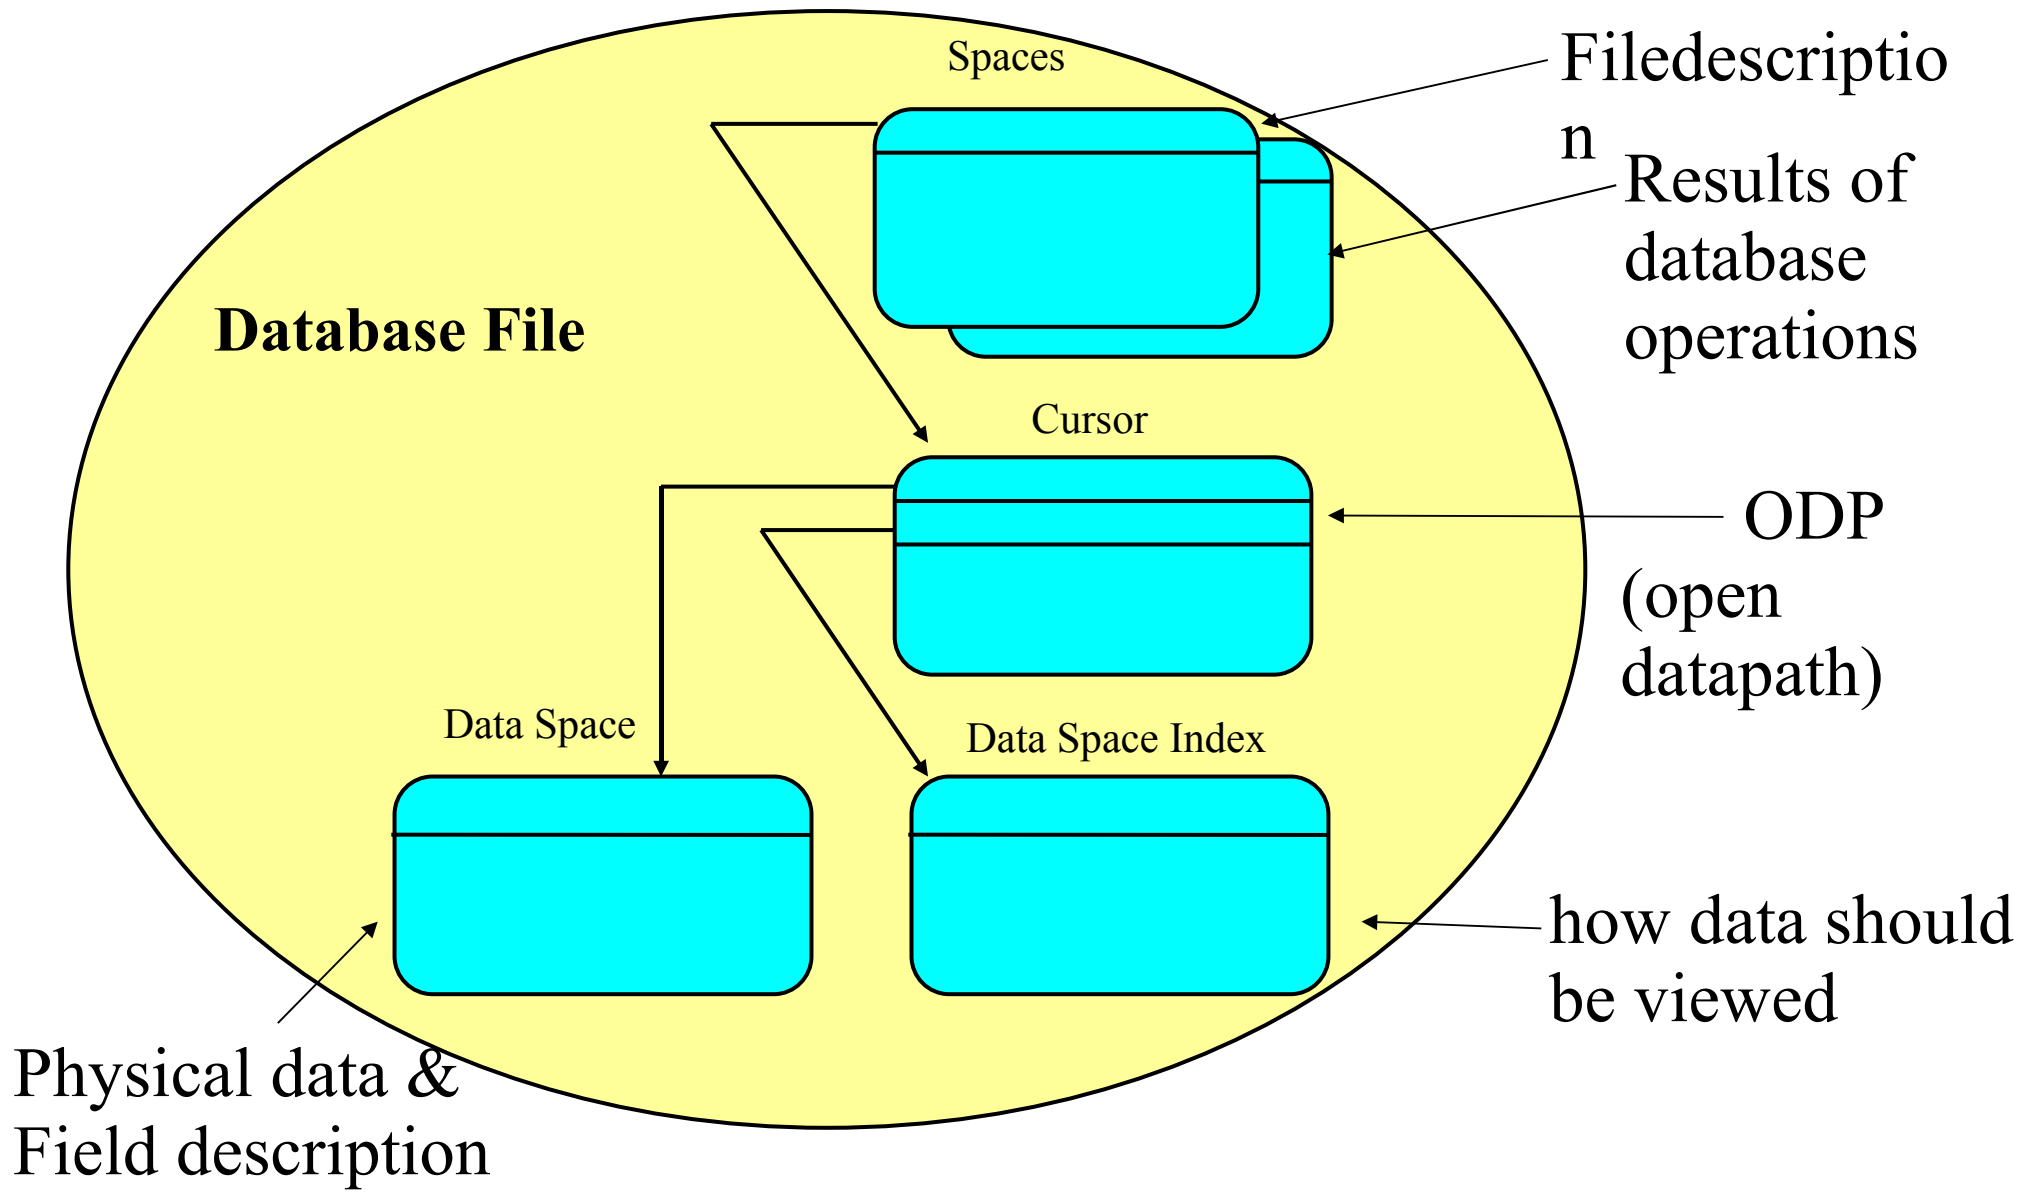 Spaces
Filedescriptio
n
Results of
database
operations
Database File
Cursor
ODP
(open
datapath)
Data Space
Data Space Index
how data should
be viewed
Physical data &
Field description